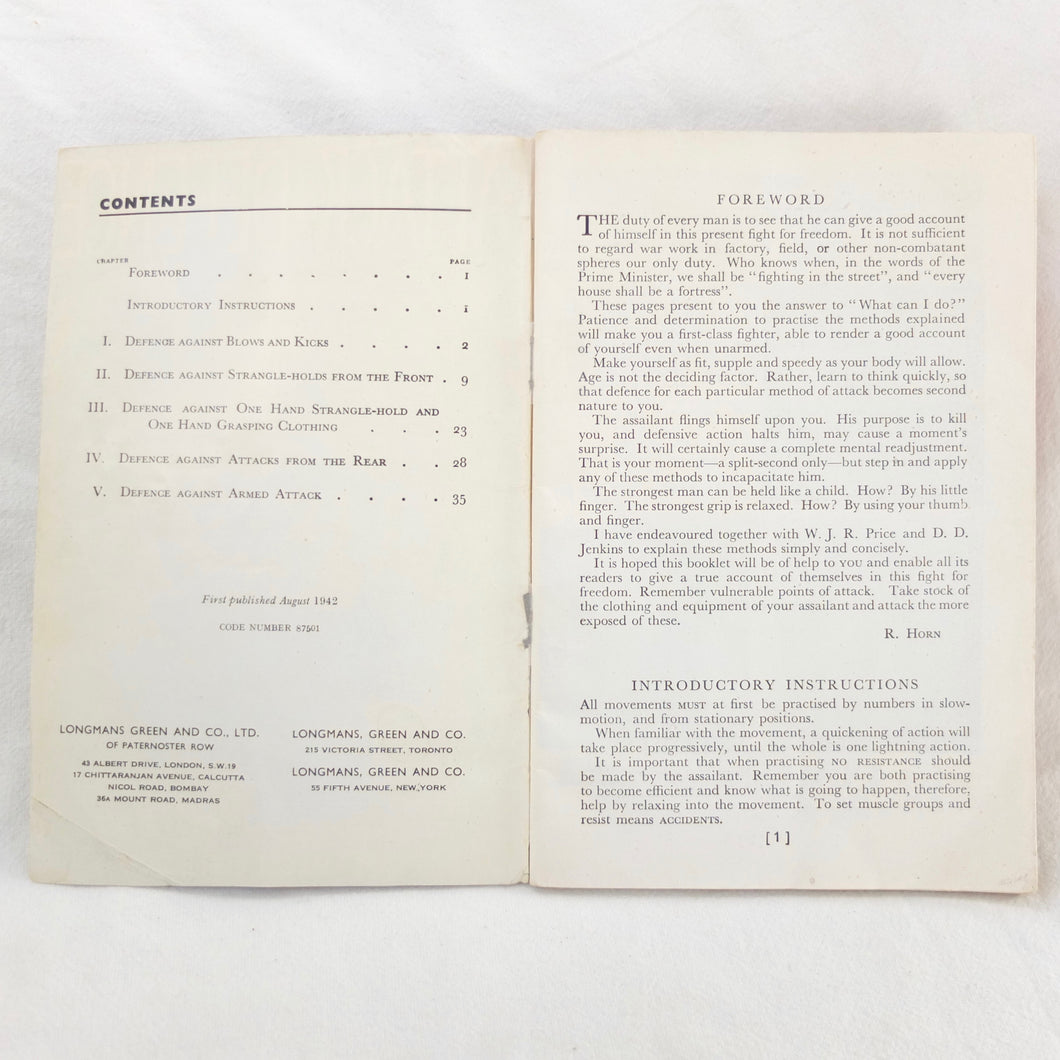 CONTENTS
CHAPTER PAGE
FOREWORD . . . . . . . . 1
INTRODUCTORY INSTRUCTIONS . . . . . 1
I. DEFENCE AGAINST BLOWS AND KICKS . . . . 2
II. DEFENCE AGAINST STRANGLE-HOLDS FROM THE FRONT . 9
III. DEFENCE AGAINST ONE HAND STRANGLE-HOLD AND
ONE HAND GRASPING CLOTHING . . . 23
IV. DEFENCE AGAINST ATTACKS FROM THE REAR . . 28
V. DEFENCE AGAINST ARMED ATTACK . . . . 35
First published August 1942
CODE NUMBER 87501
LONGMANS GREEN AND CO., LTD.
OF PATERNOSTER ROW
43 ALBERT DRIVE, LONDON, S.W.19
17 CHITTARANJAN AVENUE, CALCUTTA
NICOL ROAD, BOMBAY
36A MOUNT ROAD, MADRAS
LONGMANS, GREEN AND CO.
215 VICTORIA STREET, TORONTO
LONGMANS, GREEN AND CO.
55 FIFTH AVENUE, NEW YORK
FOREWORD
THE duty of every man is to see that he can give a good account
of himself in this present fight for freedom. It is not sufficient
to regard war work in factory, field, or other non-combatant
spheres our only duty. Who knows when, in the words of the
Prime Minister, we shall be "fighting in the street", and "every
house shall be a fortress".
These pages present to you the answer to "What can I do?"
Patience and determination to practise the methods explained
will make you a first-class fighter, able to render a good account
of yourself even when unarmed.
Make yourself as fit, supple and speedy as your body will allow.
Age is not the deciding factor. Rather, learn to think quickly, so
that defence for each particular method of attack becomes second
nature to you.
The assailant flings himself upon you. His purpose is to kill
you, and defensive action halts him, may cause a moment's
surprise. It will certainly cause a complete mental readjustment.
That is your moment—a split-second only—but step in and apply
any of these methods to incapacitate him.
The strongest man can be held like a child. How? By his little
finger. The strongest grip is relaxed. How? By using your thumb
and finger.
I have endeavoured together with W. J. R. Price and D. D.
Jenkins to explain these methods simply and concisely.
It is hoped this booklet will be of help to YOU and enable all its
readers to give a true account of themselves in this fight for
freedom. Remember vulnerable points of attack. Take stock of
the clothing and equipment of your assailant and attack the more
exposed of these.
R. HORN
INTRODUCTORY INSTRUCTIONS
All movements MUST at first be practised by numbers in slow-
motion, and from stationary positions.
When familiar with the movement, a quickening of action will
take place progressively, until the whole is one lightning action.
It is important that when practising NO RESISTANCE should
be made by the assailant. Remember you are both practising
to become efficient and know what is going to happen, therefore,
help by relaxing into the movement. To set muscle groups and
resist means ACCIDENTS.
[1]